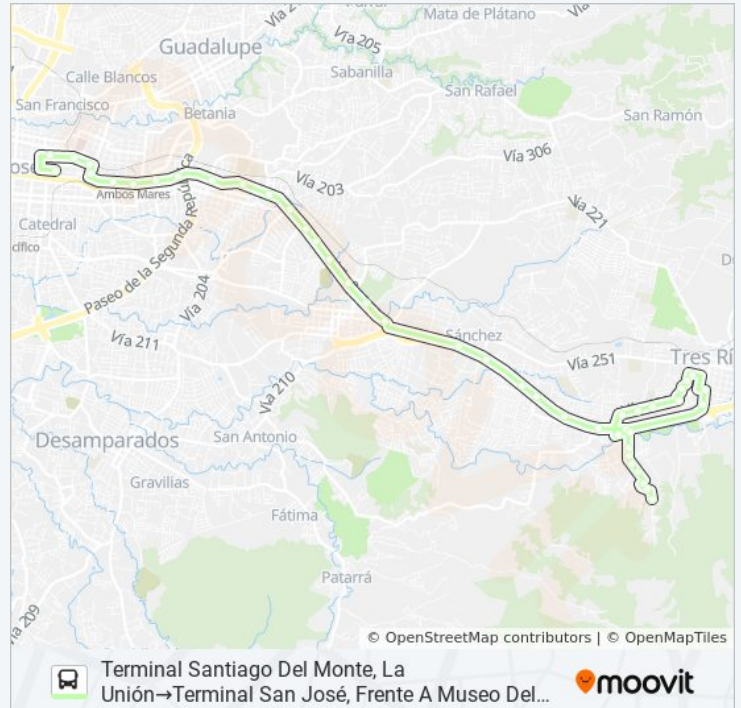 Mata de Plátano
Vía 205
Guadalupe
Calle Blancos
Sabanilla
San Rafael
San Francisco
Betania
San Ramón
Vía 306
Vía 203
Ambos Mares
Vía 221
Catedral
Paseo de la Segunda República
Vía 204
Vía 211
Sánchez
Vía 251
Tres Rí
Vía 210
Desamparados
San Antonio
Gravilias
Fátima
Patarrá
Vía 209
© OpenStreetMap contributors | © OpenMapTiles
Terminal Santiago Del Monte, La
Unión→Terminal San José, Frente A Museo Del...
moovit